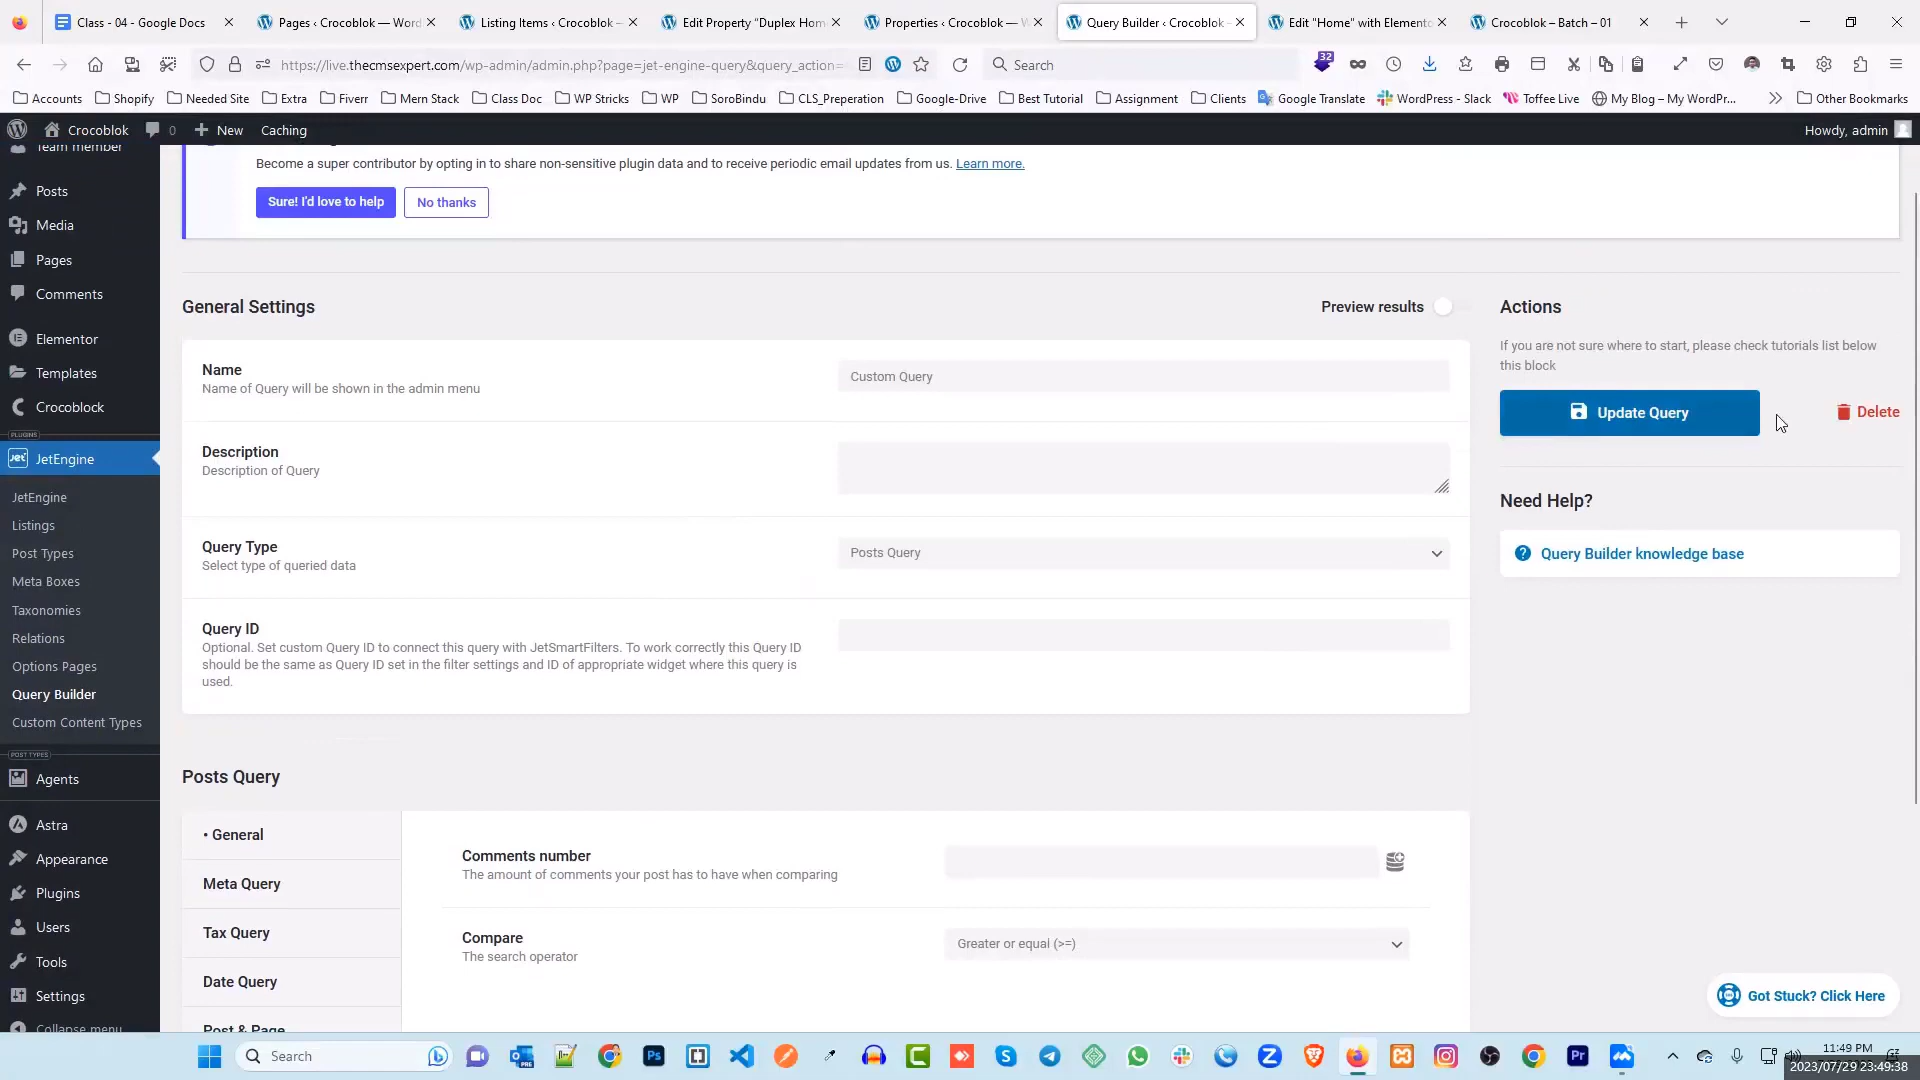 Class - 04 - Google Docs
Pages ‹ Crocoblok — Word
Listing Items ‹ Crocoblok —
Edit Property "Duplex Hom
Properties ‹ Crocoblok — W
Query Builder ‹ Crocoblok
Edit "Home" with Elemento
Crocoblok – Batch – 01
https://live.thecmsexpert.com/wp-admin/admin.php?page=jet-engine-query&query_action=
Search
32
Accounts
Shopify
Needed Site
Extra
Fiverr
Mern Stack
Class Doc
WP Stricks
WP
SoroBindu
CLS_Preperation
Google-Drive
Best Tutorial
Assignment
Clients
Google Translate
WordPress - Slack
Toffee Live
My Blog – My WordPr...
Other Bookmarks
Crocoblok
0
New
Caching
Howdy, admin
Team member
Posts
Media
Pages
Comments
Elementor
Templates
Crocoblock
PLUGINS
JetEngine
JetEngine
Listings
Post Types
Meta Boxes
Taxonomies
Relations
Options Pages
Query Builder
Custom Content Types
POST TYPES
Agents
Astra
Appearance
Plugins
Users
Tools
Settings
Collapse menu
Become a super contributor by opting in to share non-sensitive plugin data and to receive periodic email updates from us. Learn more.
Sure! I'd love to help
No thanks
General Settings
Preview results
Name
Name of Query will be shown in the admin menu
Custom Query
Description
Description of Query
Query Type
Select type of queried data
Posts Query
Query ID
Optional. Set custom Query ID to connect this query with JetSmartFilters. To work correctly this Query ID
should be the same as Query ID set in the filter settings and ID of appropriate widget where this query is
used.
Actions
If you are not sure where to start, please check tutorials list below
this block
Update Query
Delete
Need Help?
Query Builder knowledge base
Posts Query
• General
Meta Query
Tax Query
Date Query
Post & Page
Comments number
The amount of comments your post has to have when comparing
Compare
The search operator
Greater or equal (>=)
Got Stuck? Click Here
Search
11:49 PM
2023/07/29 23:49:38